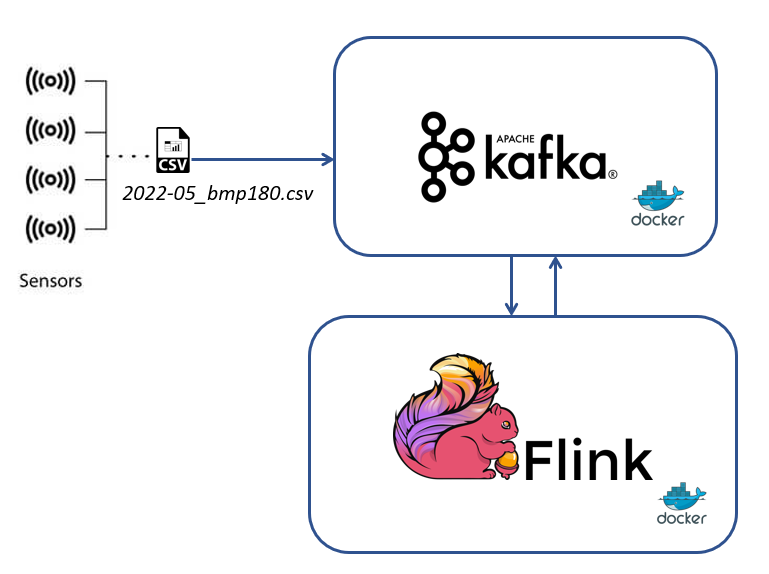 APACHE
kafka®
docker
CSV
2022-05_bmp180.csv
Sensors
Flink
docker